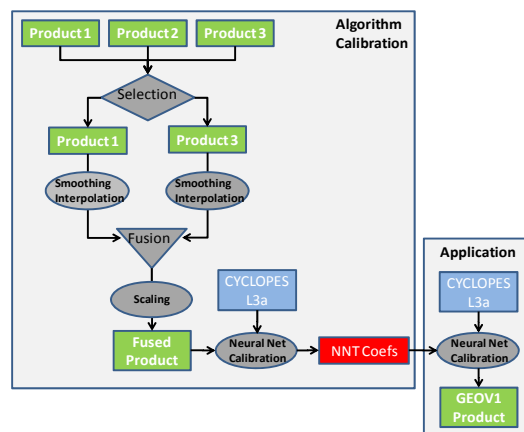 Algorithm
Calibration
Product 1
Product 2
Product 3
Selection
Product 1
Product 3
Smoothing
Interpolation
Smoothing
Interpolation
Fusion
Scaling
CYCLOPES
L3a
Fused
Product
Neural Net
Calibration
NNT Coefs
Application
CYCLOPES
L3a
Neural Net
Calibration
GEOV1
Product